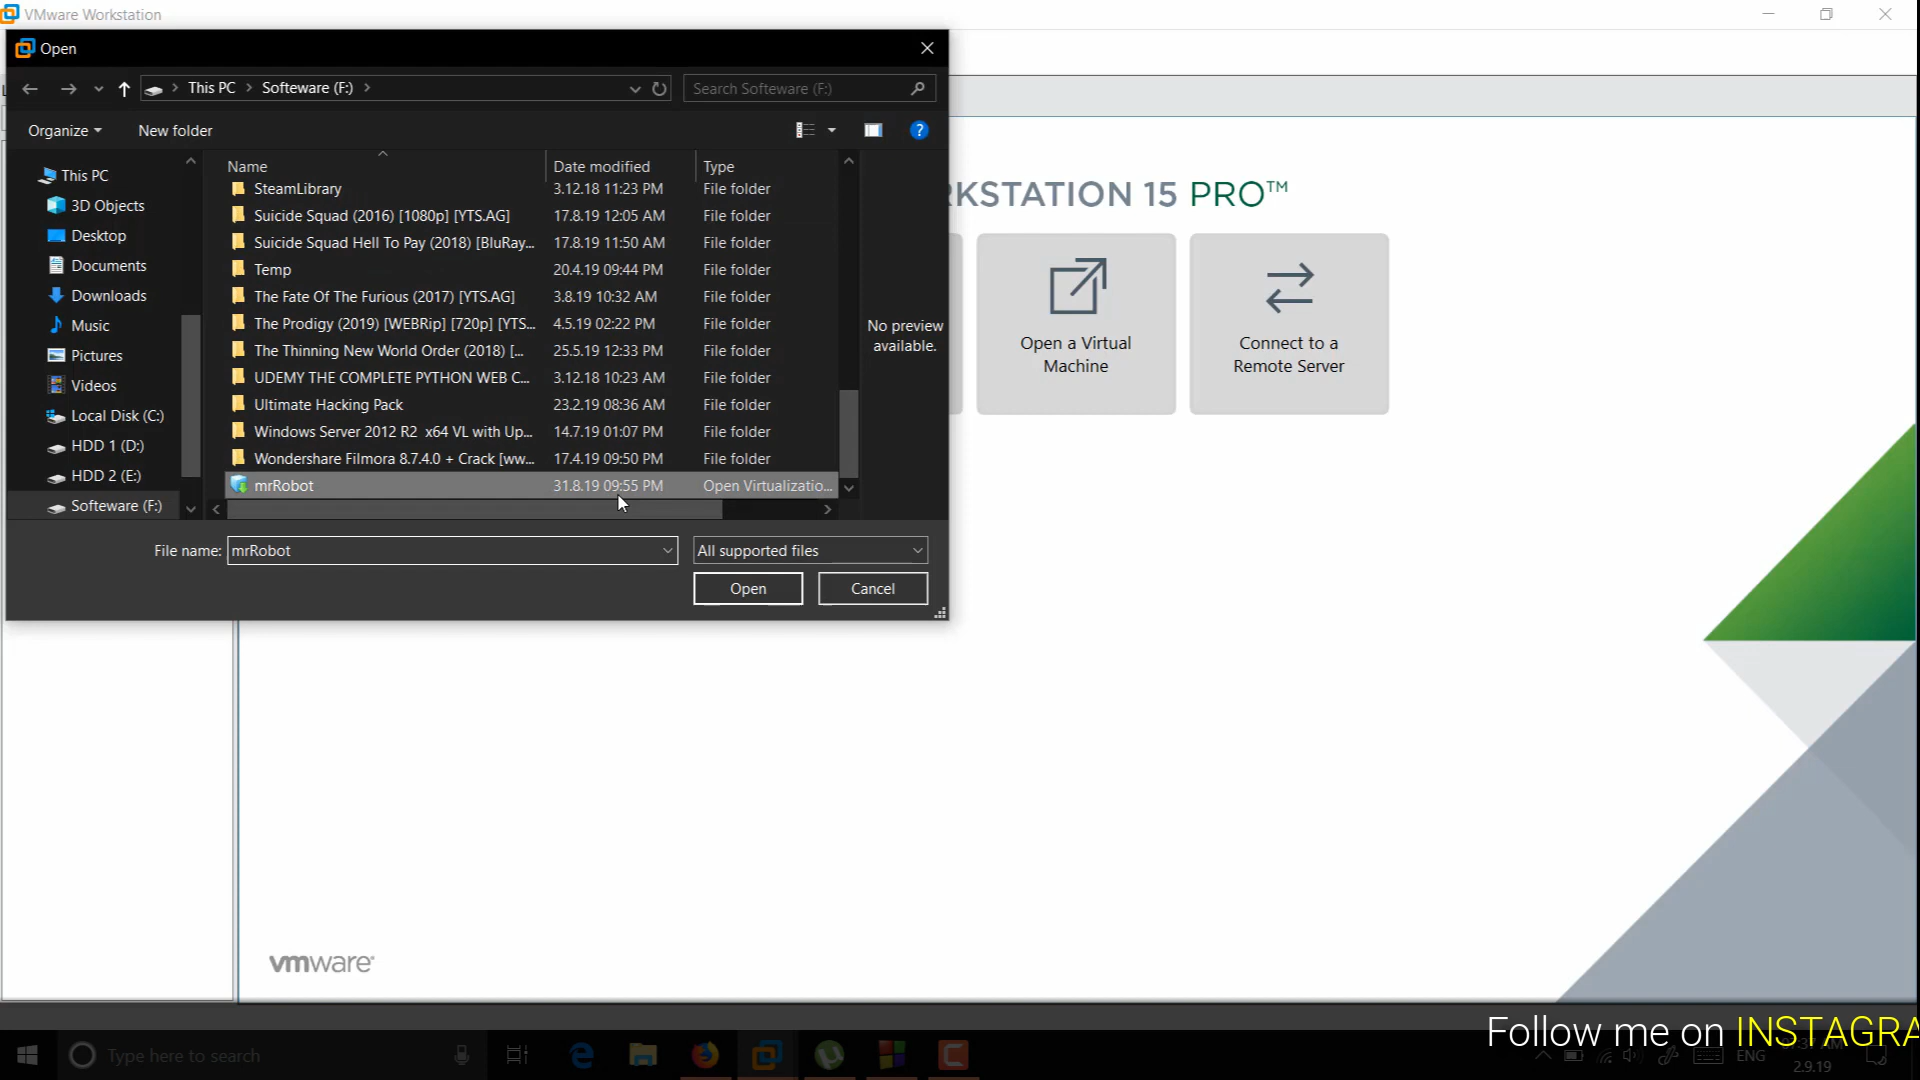 VMware Workstation
Open
This PC > Softeware (F:) >
Search Softeware (F:)
Organize
New folder
?
This PC
3D Objects
Desktop
Documents
Downloads
Music
Pictures
Videos
Local Disk (C:)
HDD 1 (D:)
HDD 2 (E:)
Softeware (F:)
Name Date modified Type
SteamLibrary 3.12.18 11:23 PM File folder
Suicide Squad (2016) [1080p] [YTS.AG] 17.8.19 12:05 AM File folder
Suicide Squad Hell To Pay (2018) [BluRay... 17.8.19 11:50 AM File folder
Temp 20.4.19 09:44 PM File folder
The Fate Of The Furious (2017) [YTS.AG] 3.8.19 10:32 AM File folder
The Prodigy (2019) [WEBRip] [720p] [YTS... 4.5.19 02:22 PM File folder
The Thinning New World Order (2018) [... 25.5.19 12:33 PM File folder
UDEMY THE COMPLETE PYTHON WEB C... 3.12.18 10:23 AM File folder
Ultimate Hacking Pack 23.2.19 08:36 AM File folder
Windows Server 2012 R2 x64 VL with Up... 14.7.19 01:07 PM File folder
Wondershare Filmora 8.7.4.0 + Crack [ww... 17.4.19 09:50 PM File folder
mrRobot 31.8.19 09:55 PM Open Virtualizatio...
No preview
available.
File name: mrRobot
All supported files
Open
Cancel
RKSTATION 15 PRO™
Open a Virtual
Machine
Connect to a
Remote Server
vmware
Follow me on INSTAGRA
Type here to search
ENG
2.9.19